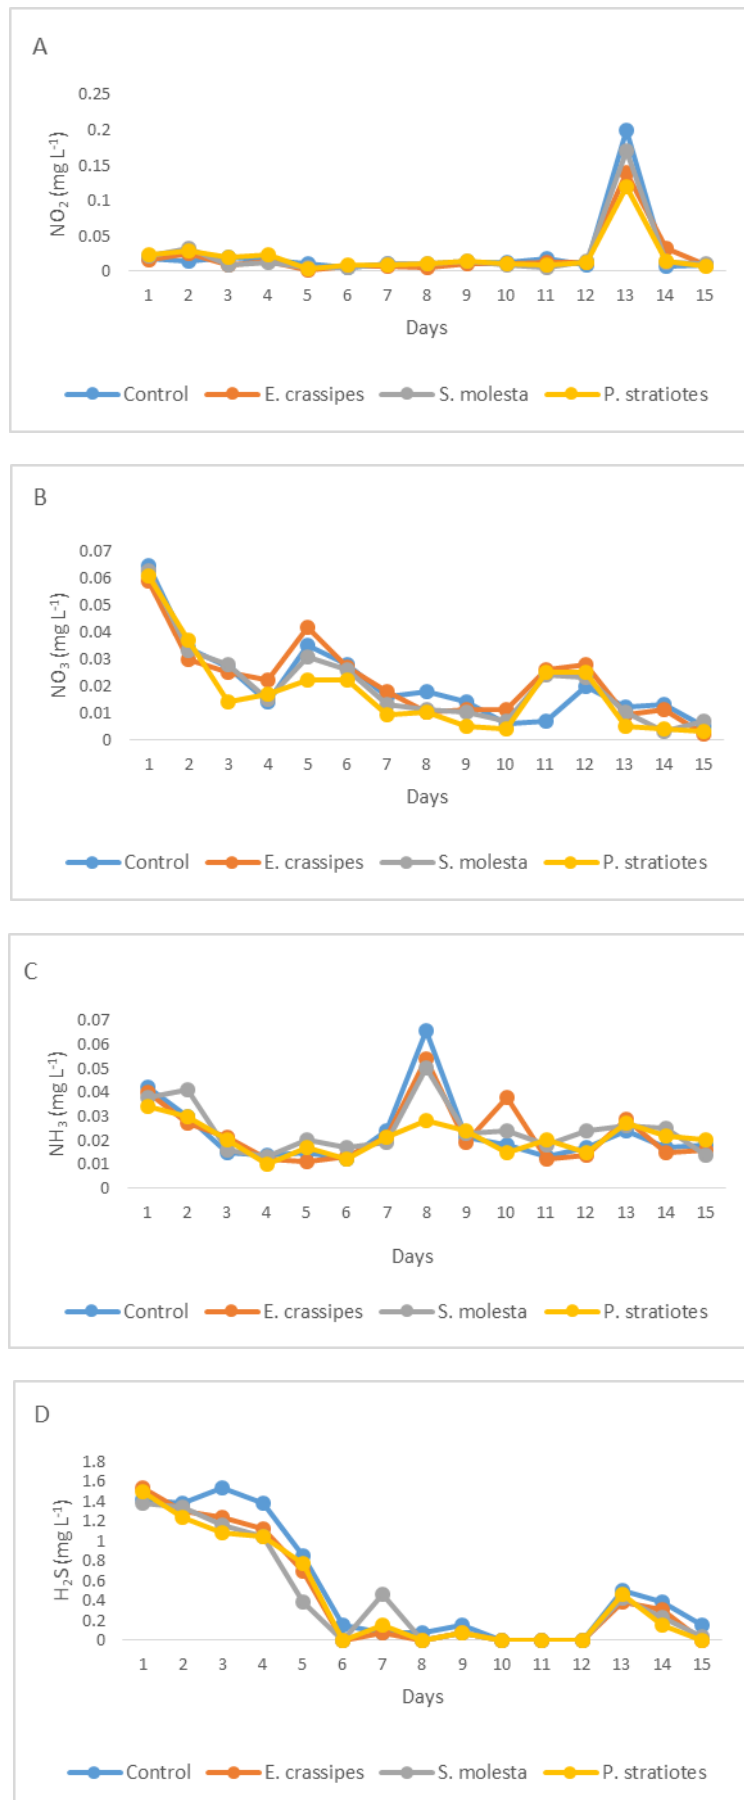 A
0.25
0.2
0.15
0.1
0.05
0
NO₂ (mg L⁻¹)
1 2 3 4 5 6 7 8 9 10 11 12 13 14 15
Days
Control E. crassipes S. molesta P. stratiotes
B
0.07
0.06
0.05
0.04
0.03
0.02
0.01
0
NO₃ (mg L⁻¹)
1 2 3 4 5 6 7 8 9 10 11 12 13 14 15
Days
Control E. crassipes S. molesta P. stratiotes
C
0.07
0.06
0.05
0.04
0.03
0.02
0.01
0
NH₃ (mg L⁻¹)
1 2 3 4 5 6 7 8 9 10 11 12 13 14 15
Days
Control E. crassipes S. molesta P. stratiotes
D
1.8
1.6
1.4
1.2
1
0.8
0.6
0.4
0.2
0
H₂S (mg L⁻¹)
1 2 3 4 5 6 7 8 9 10 11 12 13 14 15
Days
Control E. crassipes S. molesta P. stratiotes